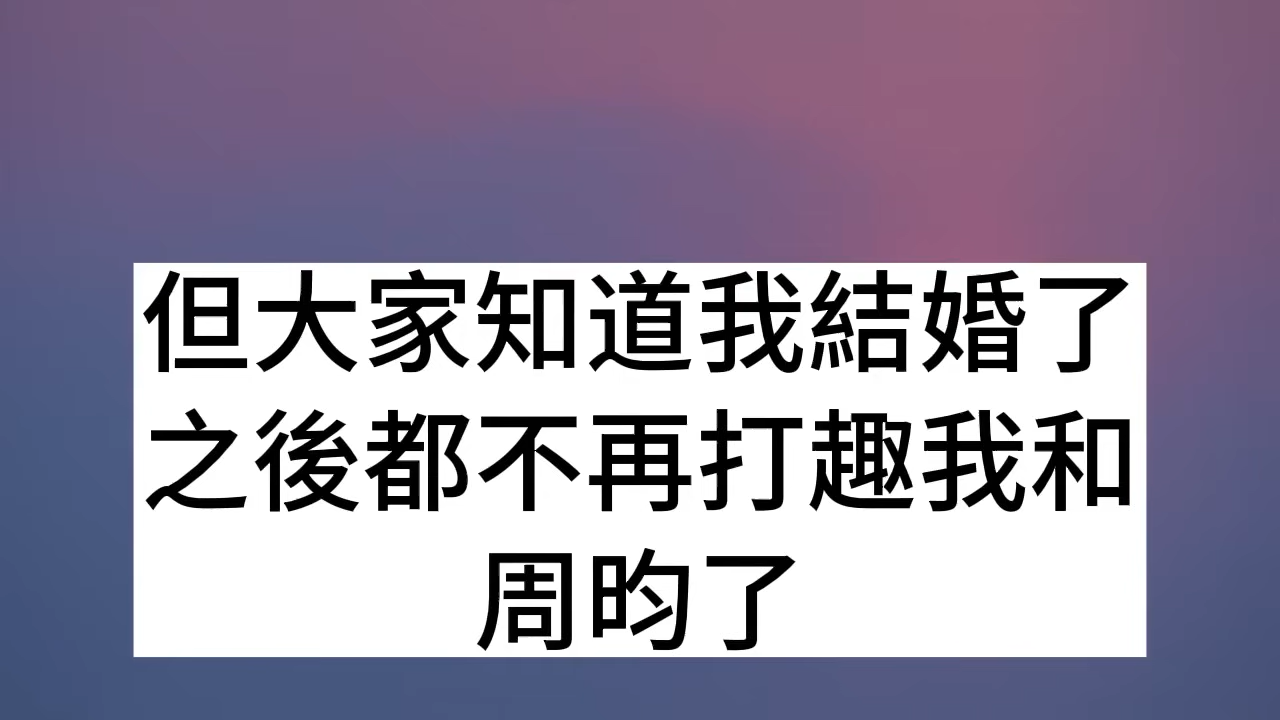 但大家知道我結婚了
之後都不再打趣我和
周昀了